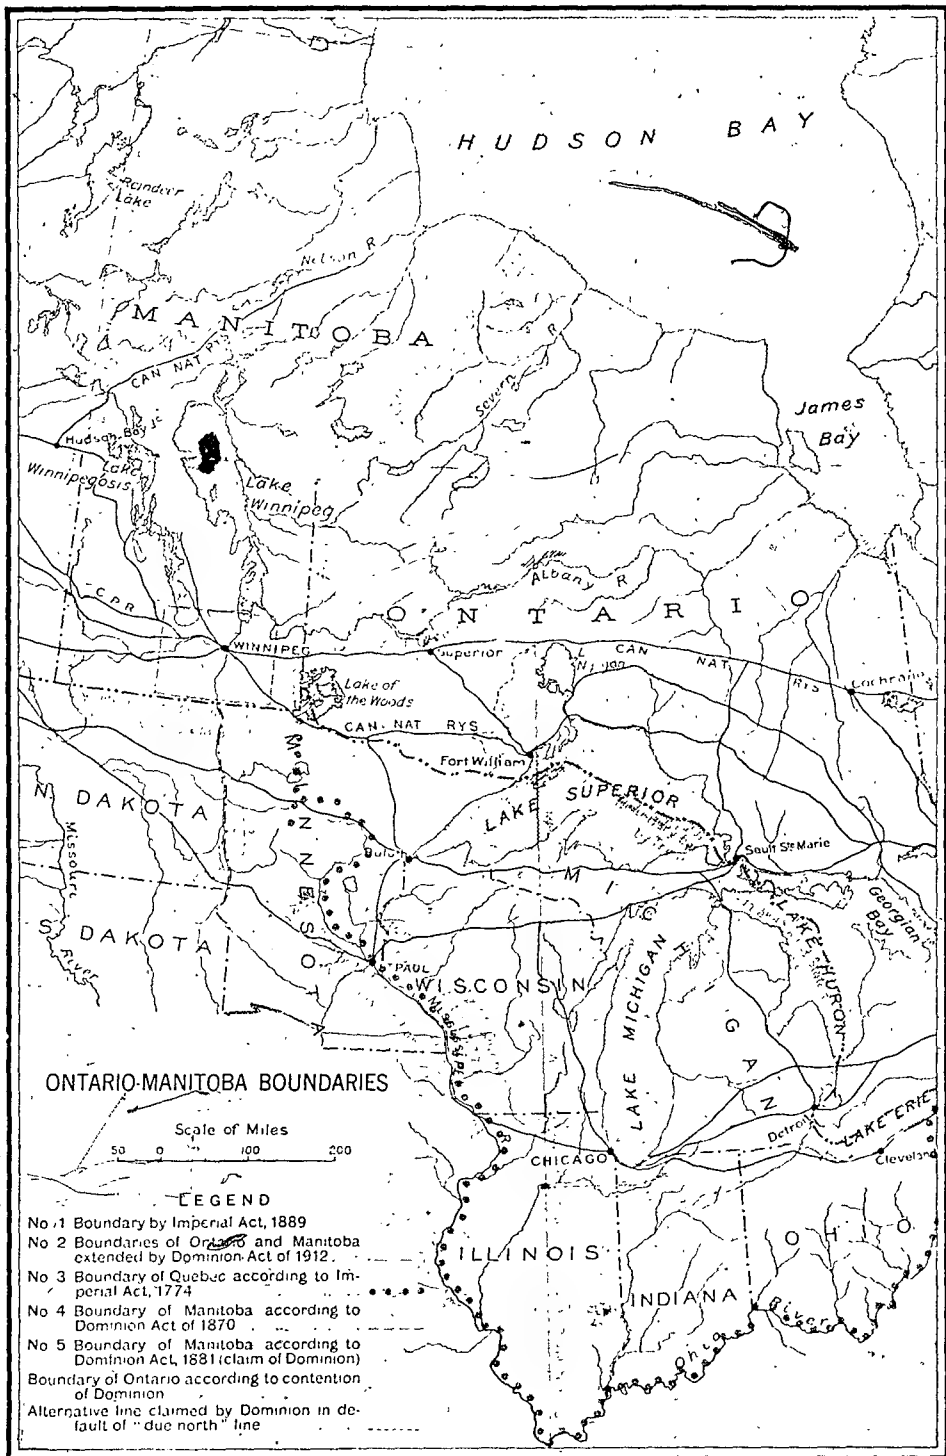 HUDSON BAY
Reindeer
Lake
Nelson R
MANITOBA
CAN NAT RYS
Severn R
James
Bay
Hudson Bay Jc
Lake
Winnipegosis
Lake
Winnipeg
Albany R
C.P.R.
ONTARIO
WINNIPEG
Superior
L
CAN NAT RYS
Cochrane
Lake of
the Woods
CAN. NAT RYS
Fort William
LAKE SUPERIOR
N DAKOTA
MINNESOTA
Missouri
River
Duluth
Sault Ste Marie
MICHIGAN
Georgian
Bay
LAKE HURON
S DAKOTA
PAUL
WISCONSIN
LAKE MICHIGAN
ONTARIO-MANITOBA BOUNDARIES
Scale of Miles
50 0 100 200
Detroit
LAKE ERIE
CHICAGO
Cleveland
LEGEND
No 1 Boundary by Imperial Act, 1889
No 2 Boundaries of Ontario and Manitoba
extended by Dominion Act of 1912
No 3 Boundary of Quebec according to Im-
perial Act, 1774
No 4 Boundary of Manitoba according to
Dominion Act of 1870
No 5 Boundary of Manitoba according to
Dominion Act, 1881 (claim of Dominion)
Boundary of Ontario according to contention
of Dominion
Alternative line claimed by Dominion in de-
fault of "due north" line
ILLINOIS
INDIANA
OHIO
Ohio River